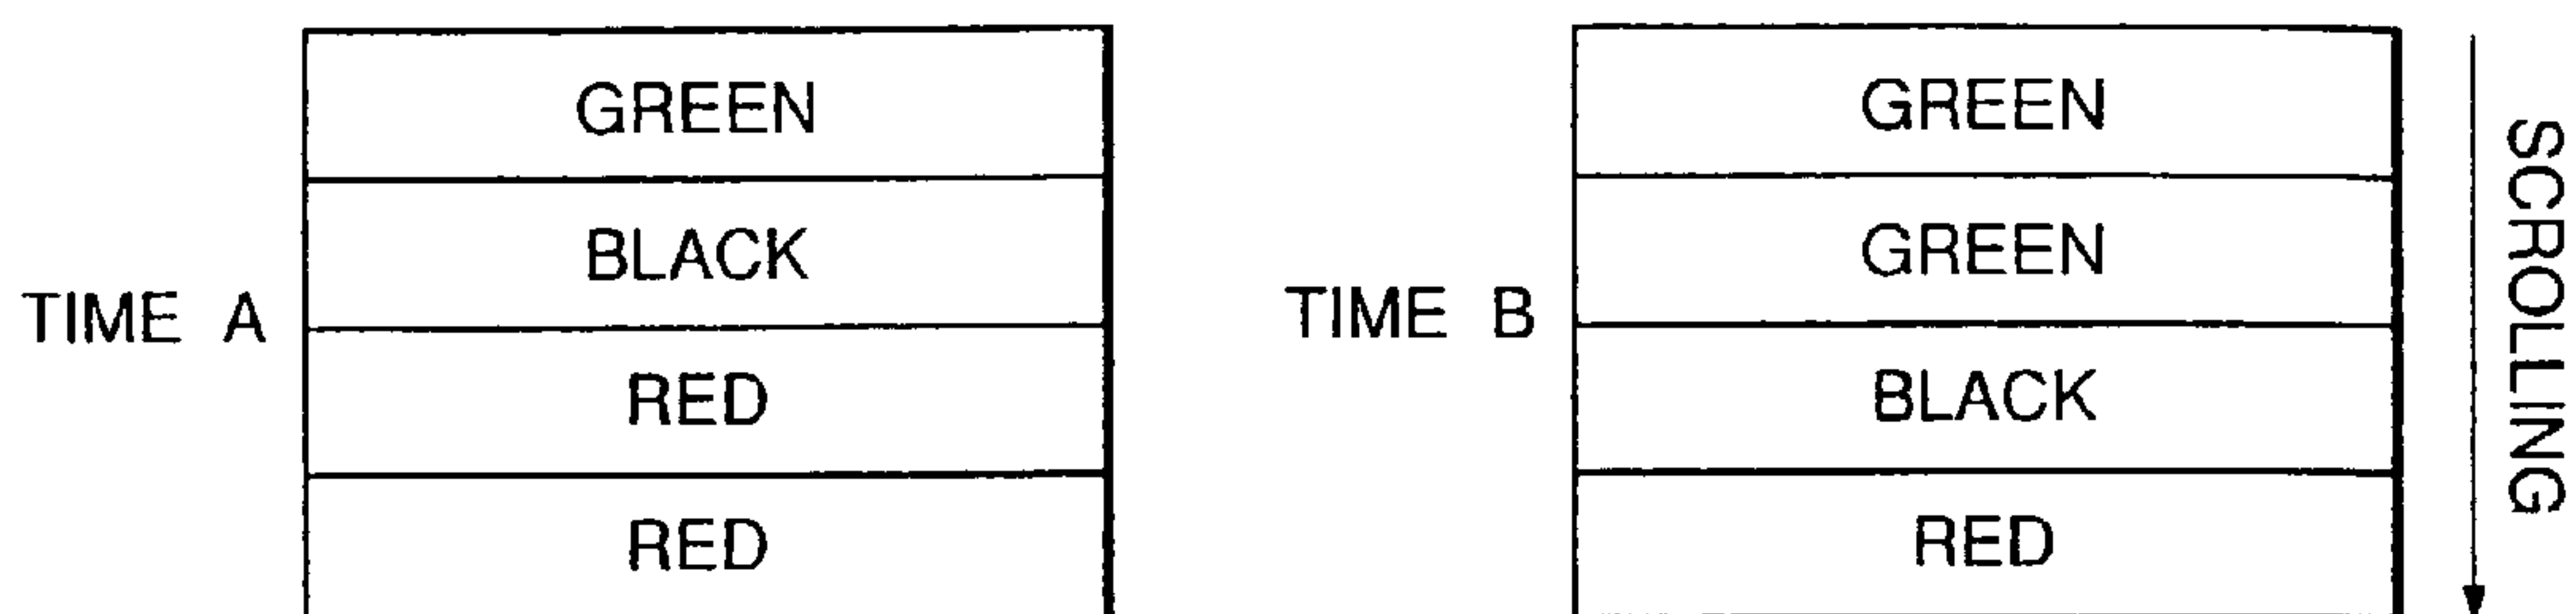 TIME A
GREEN
BLACK
RED
RED
TIME B
GREEN
GREEN
BLACK
RED
SCROLLING